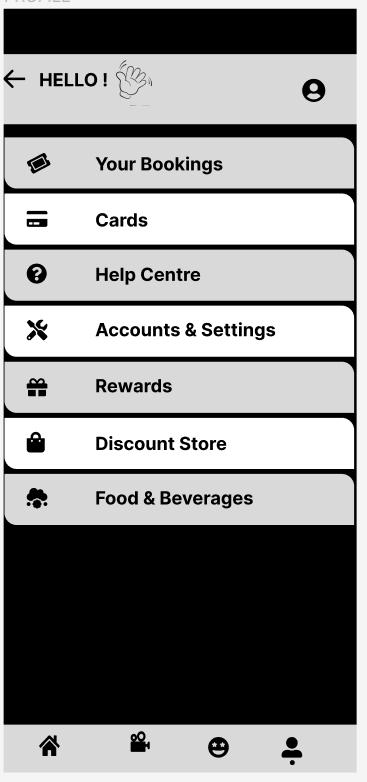 PROFILE
HELLO !
Your Bookings
Cards
Help Centre
Accounts & Settings
Rewards
Discount Store
Food & Beverages